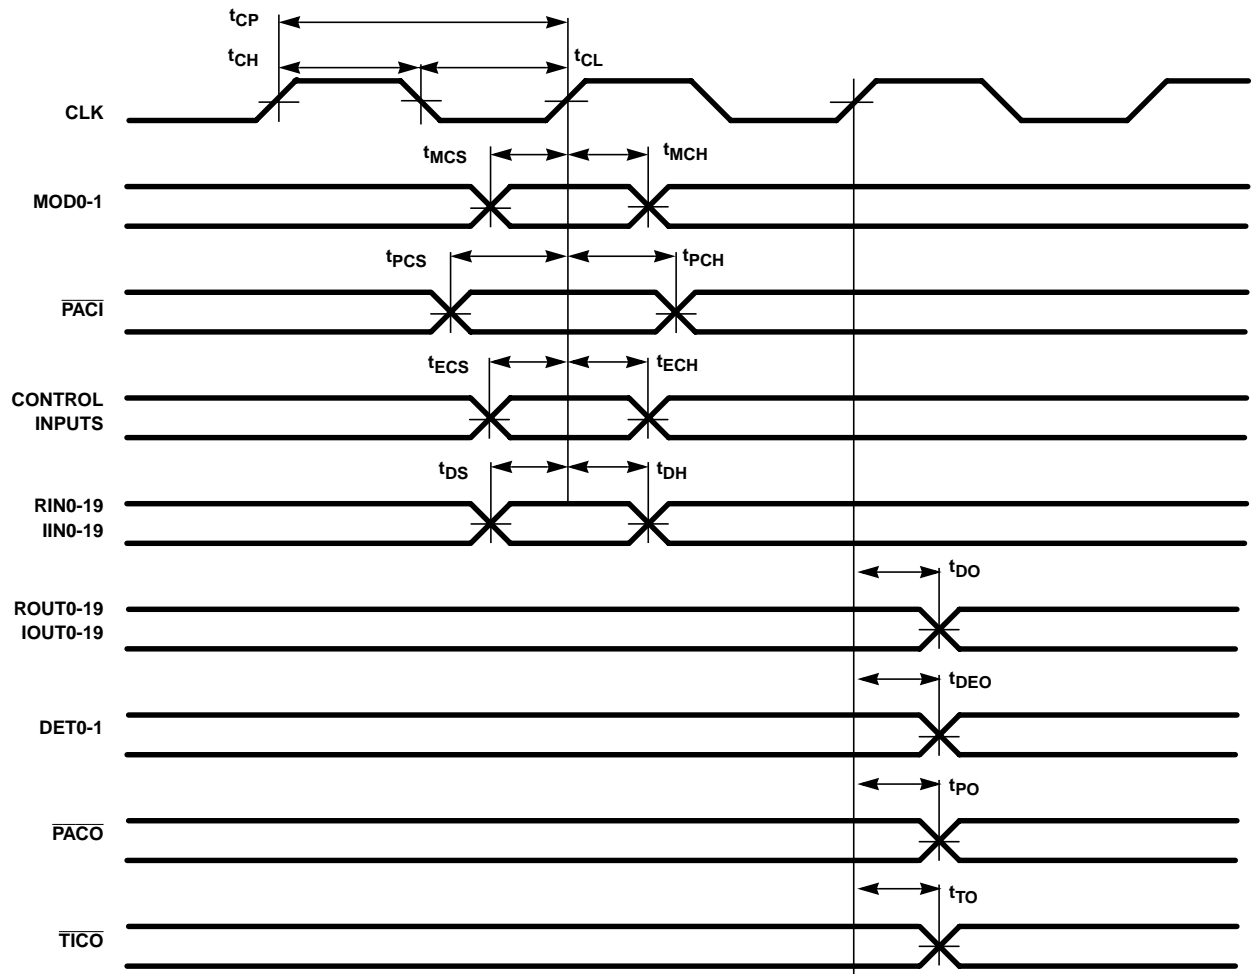 tCP
tCH
tCL
CLK
tMCS
tMCH
MOD0-1
tPCS
tPCH
PACI
tECS
tECH
CONTROL
INPUTS
tDS
tDH
RIN0-19
IIN0-19
tDO
ROUT0-19
IOUT0-19
tDEO
DET0-1
tPO
PACO
tTO
TICO